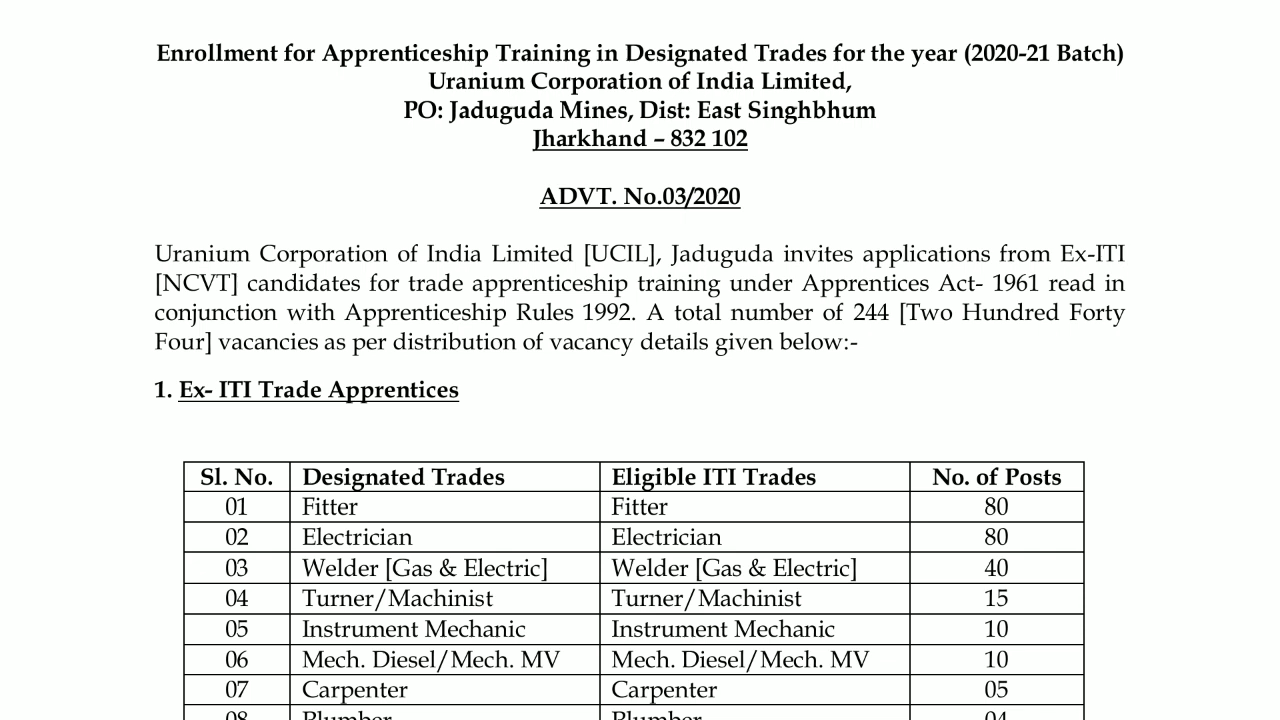 Enrollment for Apprenticeship Training in Designated Trades for the year (2020-21 Batch)
Uranium Corporation of India Limited,
PO: Jaduguda Mines, Dist: East Singhbhum
Jharkhand – 832 102
ADVT. No.03/2020
Uranium Corporation of India Limited [UCIL], Jaduguda invites applications from Ex-ITI
[NCVT] candidates for trade apprenticeship training under Apprentices Act- 1961 read in
conjunction with Apprenticeship Rules 1992. A total number of 244 [Two Hundred Forty
Four] vacancies as per distribution of vacancy details given below:-
1. Ex- ITI Trade Apprentices
Sl. No. Designated Trades Eligible ITI Trades No. of Posts
01 Fitter Fitter 80
02 Electrician Electrician 80
03 Welder [Gas & Electric] Welder [Gas & Electric] 40
04 Turner/Machinist Turner/Machinist 15
05 Instrument Mechanic Instrument Mechanic 10
06 Mech. Diesel/Mech. MV Mech. Diesel/Mech. MV 10
07 Carpenter Carpenter 05
08 Plumber Plumber 04